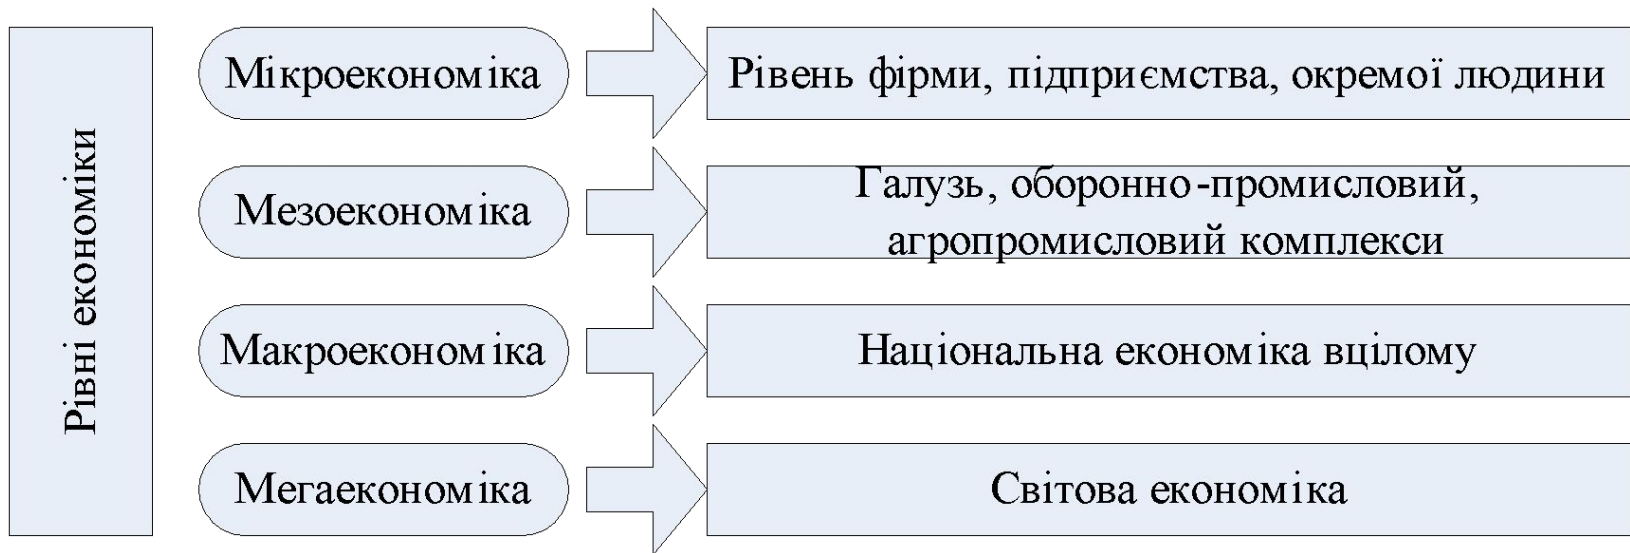 Рівні економіки
Мікроекономіка
Рівень фірми, підприємства, окремої людини
Мезоекономіка
Галузь, оборонно-промисловий,
агропромисловий комплекси
Макроекономіка
Національна економіка вцілому
Мегаекономіка
Світова економіка